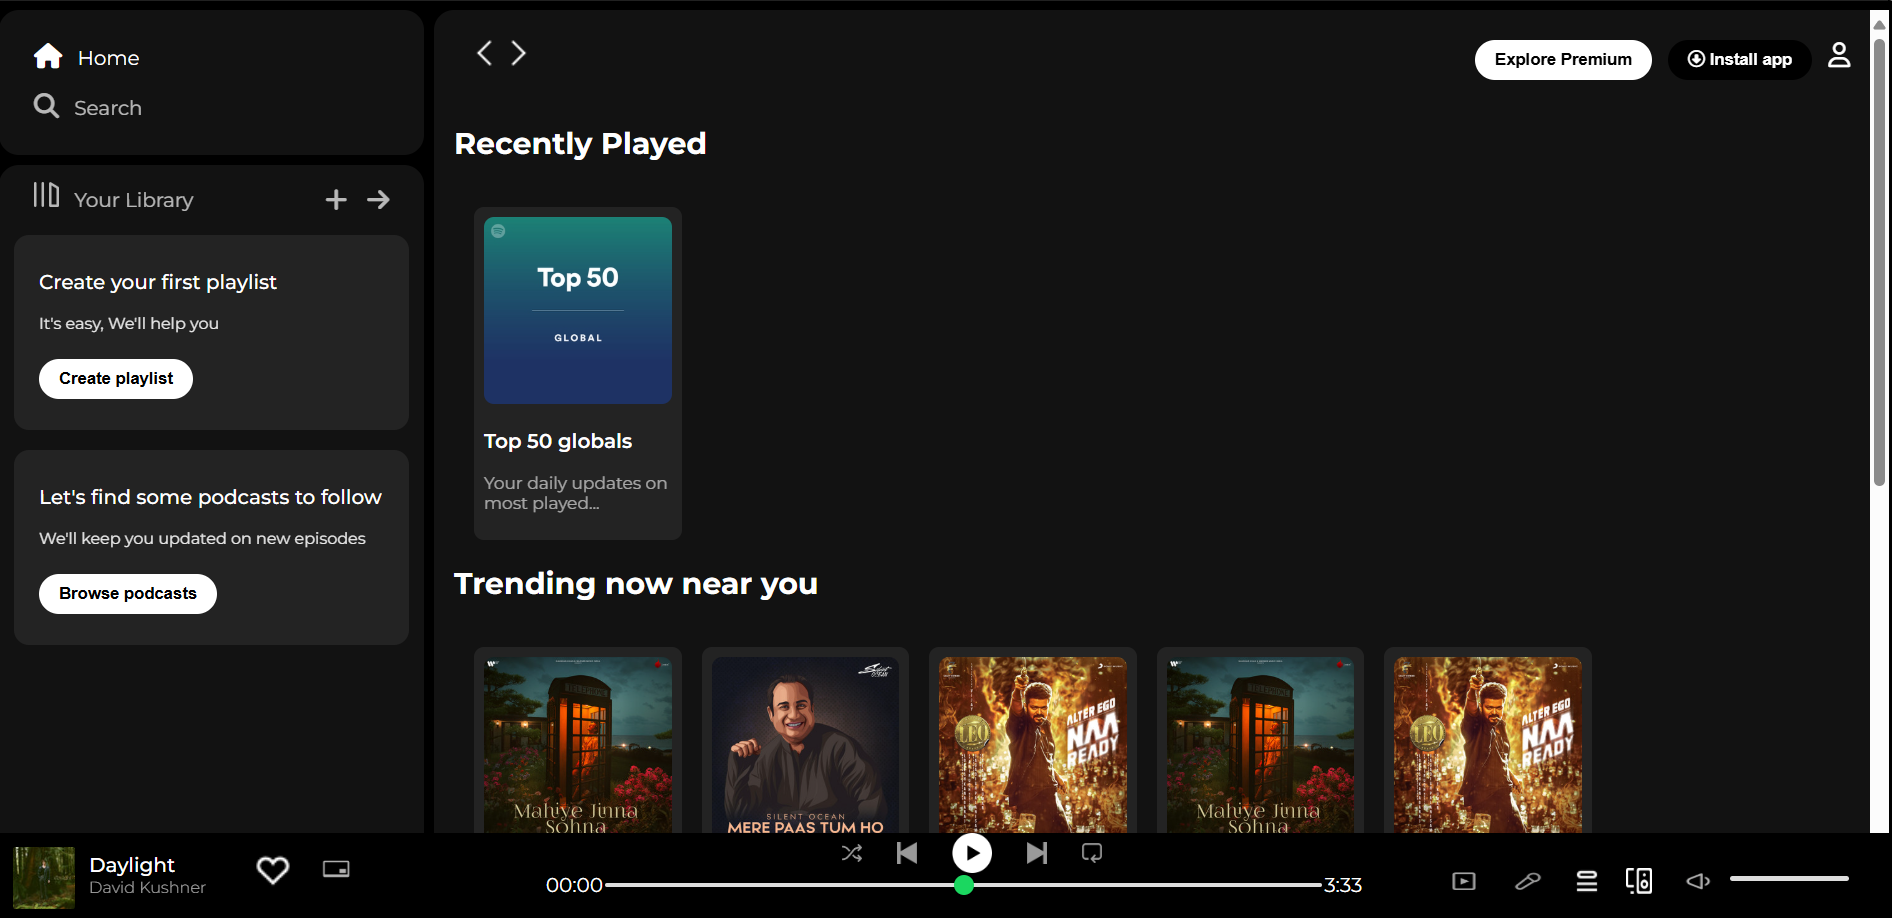 Home
Search
Your Library
Create your first playlist
It's easy, We'll help you
Create playlist
Let's find some podcasts to follow
We'll keep you updated on new episodes
Browse podcasts
Explore Premium
Install app
Recently Played
Top 50
GLOBAL
Top 50 globals
Your daily updates on
most played...
Trending now near you
TELEPHONE
Mahiye Jinna
Sohna
Silent
OCEAN
SILENT OCEAN
MERE PAAS TUM HO
LEO
ALTER EGO
NAA
READY
TELEPHONE
Mahiye Jinna
Sohna
LEO
ALTER EGO
NAA
READY
Daylight
David Kushner
00:00
3:33